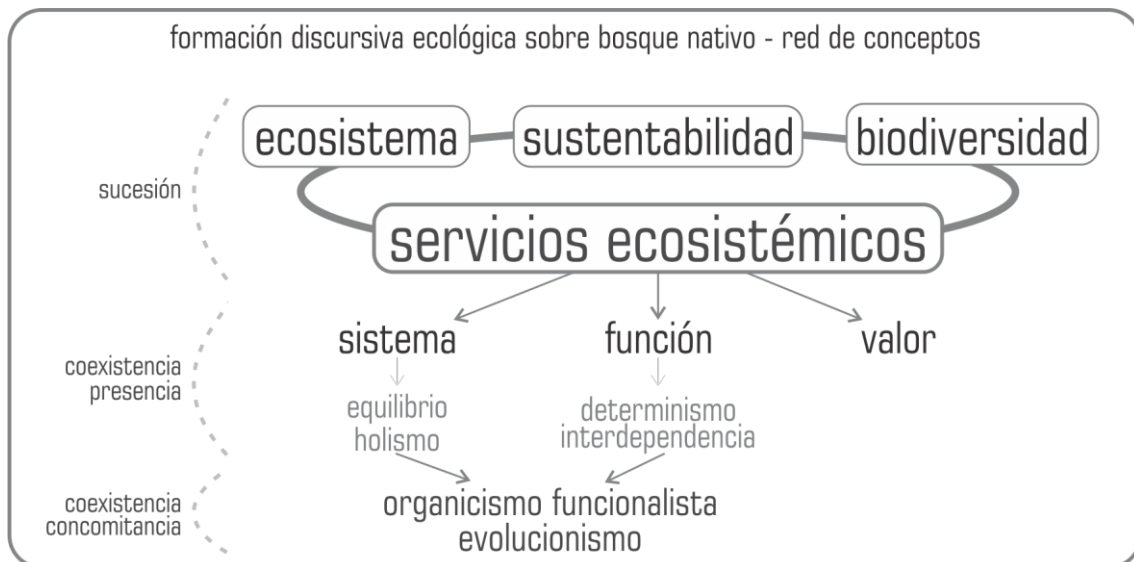 formación discursiva ecológica sobre bosque nativo - red de conceptos
ecosistema
sustentabilidad
biodiversidad
sucesión
servicios ecosistémicos
sistema
función
valor
coexistencia
presencia
equilibrio
holismo
determinismo
interdependencia
coexistencia
concomitancia
organicismo funcionalista
evolucionismo